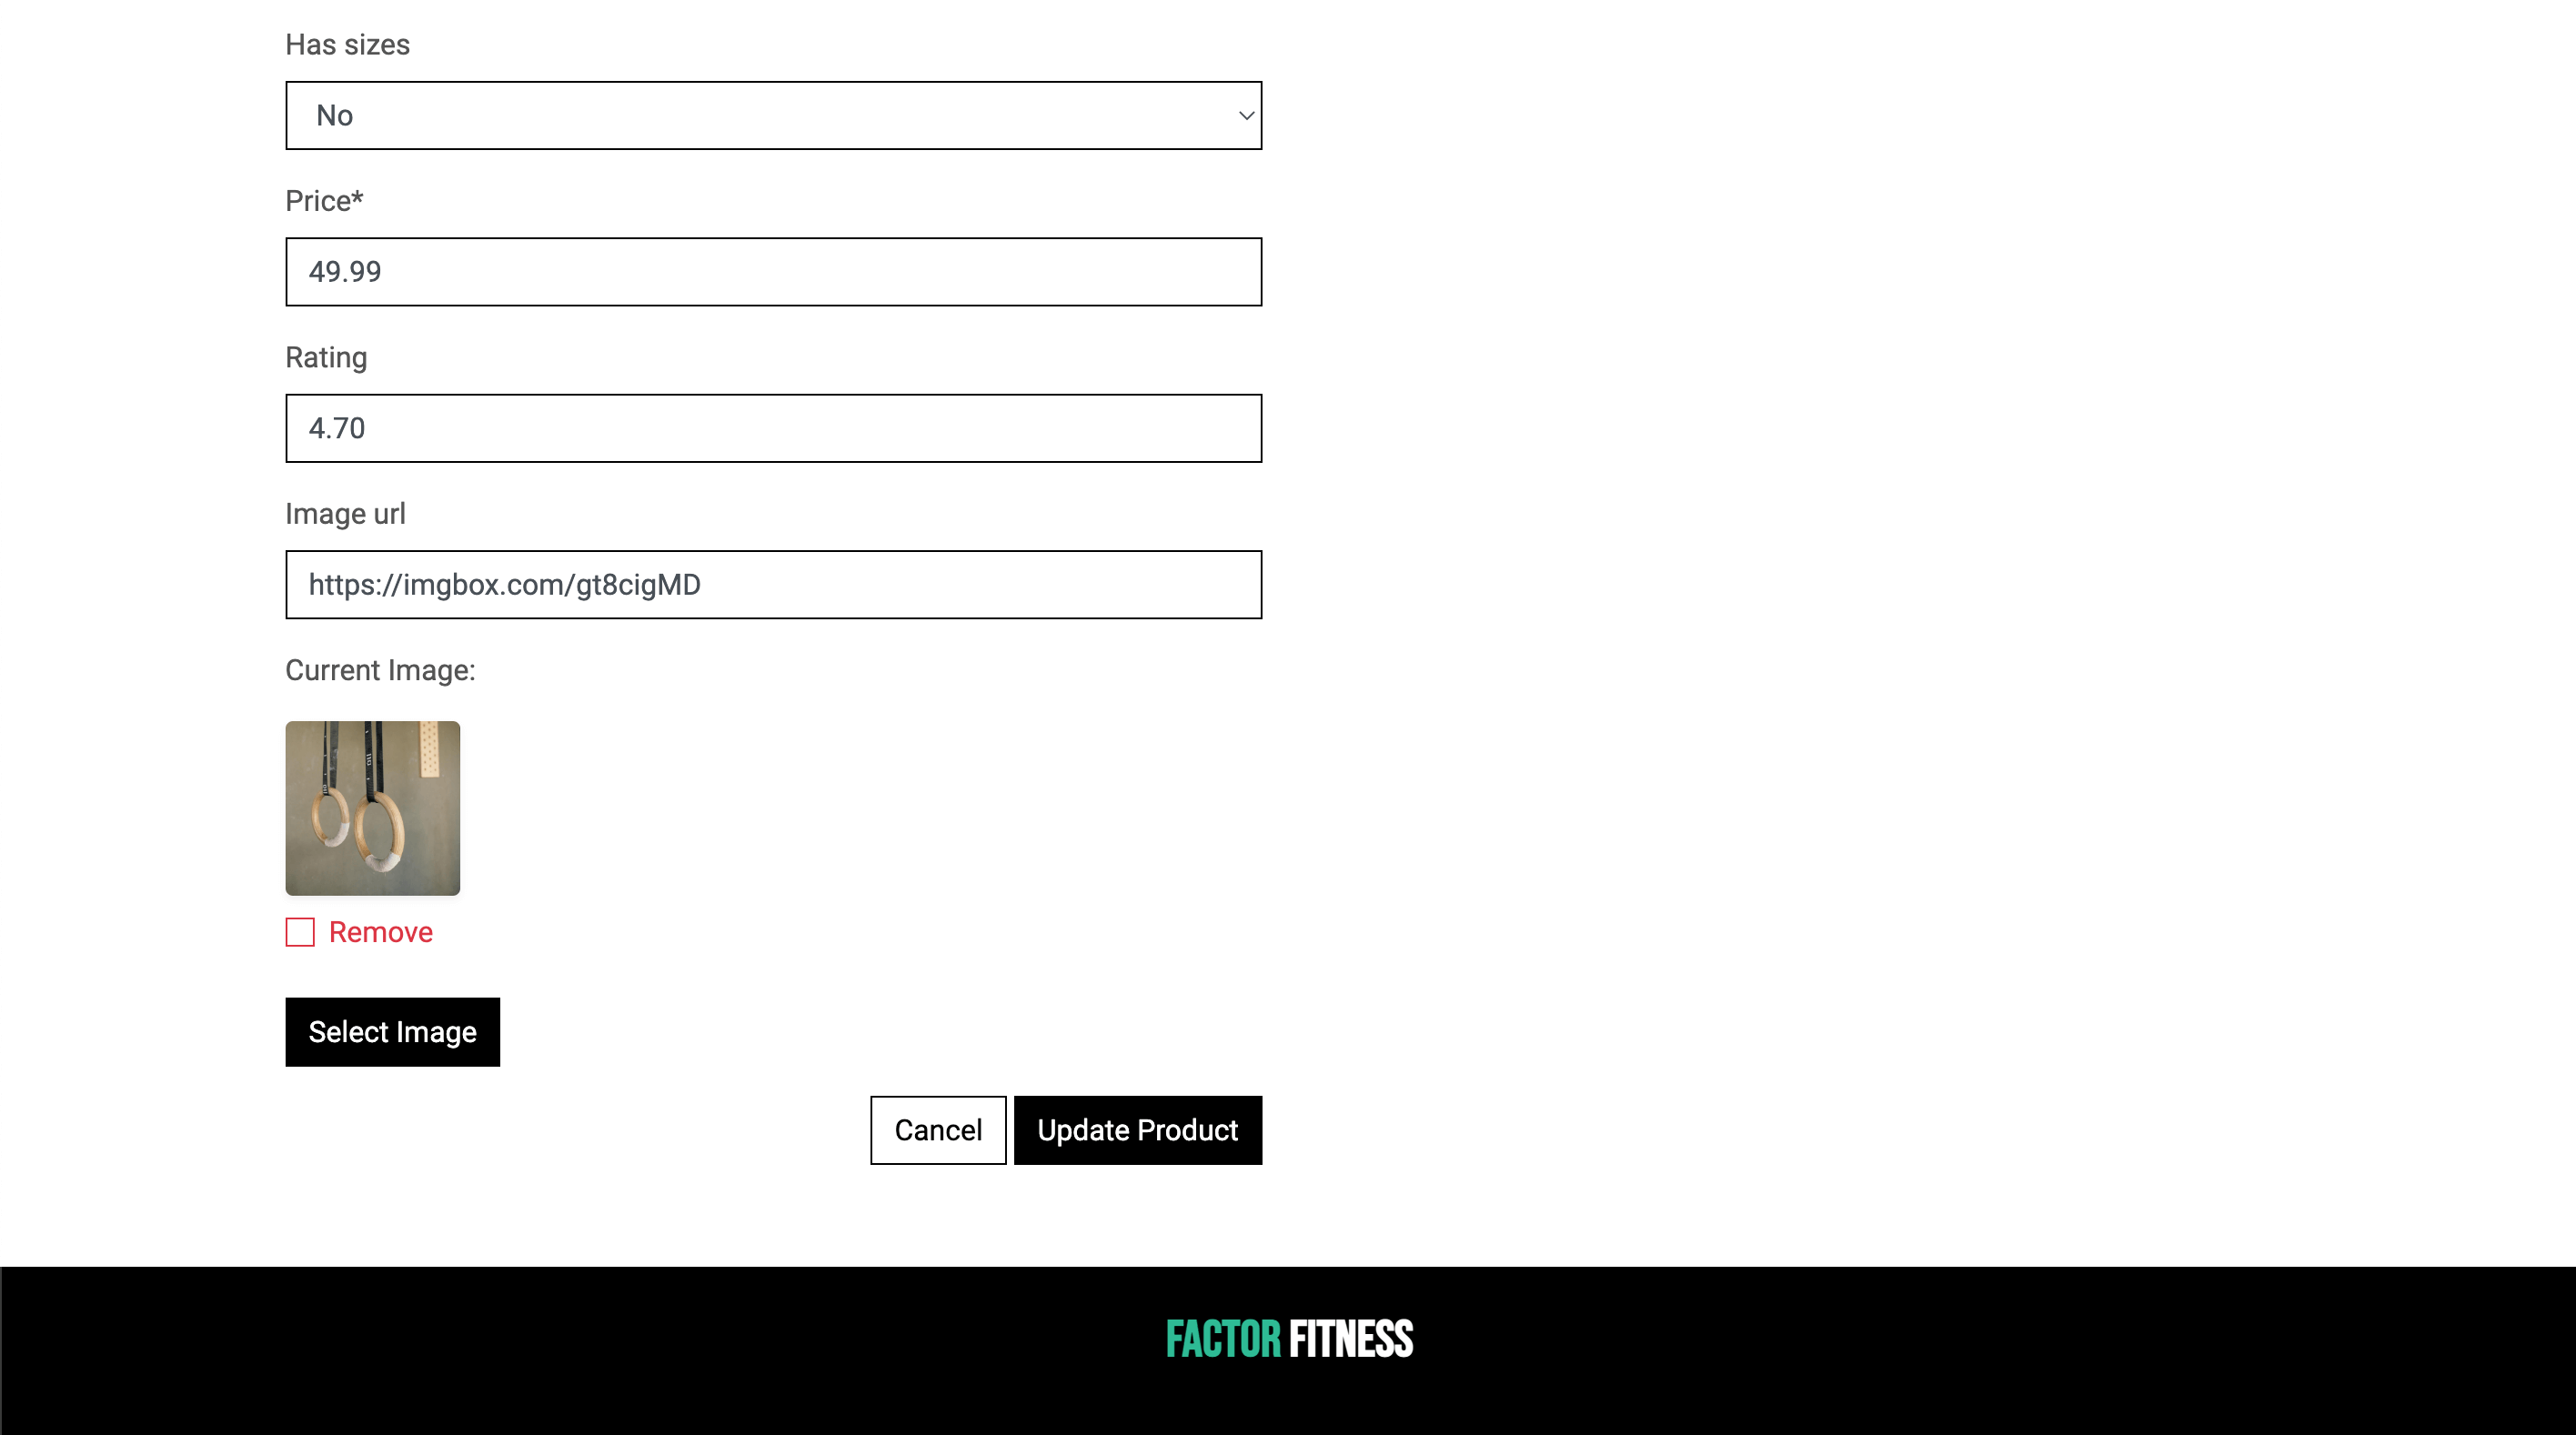 Has sizes
No
Price*
49.99
Rating
4.70
Image url
https://imgbox.com/gt8cigMD
Current Image:
Remove
Select Image
Cancel Update Product
FACTOR FITNESS